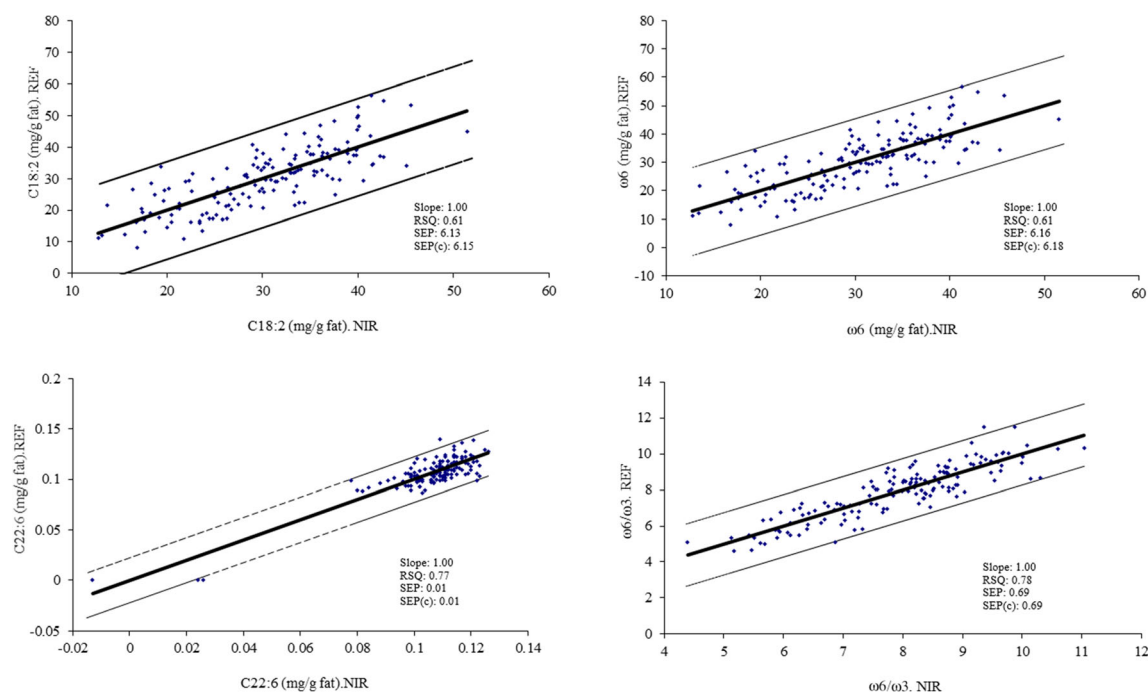 C18:2 (mg/g fat). REF
80
70
60
50
40
30
20
10
0
10
20
30
40
50
60
C18:2 (mg/g fat). NIR
Slope: 1.00
RSQ: 0.61
SEP: 6.13
SEP(c): 6.15
ω6 (mg/g fat).REF
80
70
60
50
40
30
20
10
0
-10
10
20
30
40
50
60
ω6 (mg/g fat).NIR
Slope: 1.00
RSQ: 0.61
SEP: 6.16
SEP(c): 6.18
C22:6 (mg/g fat).REF
0.2
0.15
0.1
0.05
0
-0.05
-0.02
0
0.02
0.04
0.06
0.08
0.1
0.12
0.14
C22:6 (mg/g fat).NIR
Slope: 1.00
RSQ: 0.77
SEP: 0.01
SEP(c): 0.01
ω6/ω3. REF
14
12
10
8
6
4
2
0
4
5
6
7
8
9
10
11
12
ω6/ω3. NIR
Slope: 1.00
RSQ: 0.78
SEP: 0.69
SEP(c): 0.69